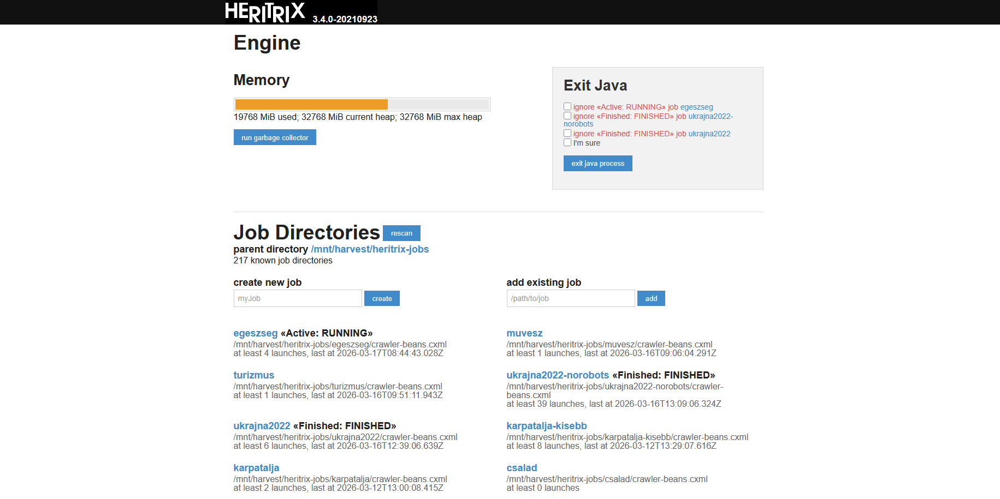 HERITRIX 3.4.0-20210923
Engine
Memory
19768 MiB used; 32768 MiB current heap; 32768 MiB max heap
run garbage collector
Exit Java
ignore «Active: RUNNING» job egeszseg
ignore «Finished: FINISHED» job ukrajna2022-
norobots
ignore «Finished: FINISHED» job ukrajna2022
I'm sure
exit java process
Job Directories rescan
parent directory /mnt/harvest/heritrix-jobs
217 known job directories
create new job
myJob create
add existing job
/path/to/job add
egeszseg «Active: RUNNING»
/mnt/harvest/heritrix-jobs/egeszseg/crawler-beans.cxml
at least 4 launches, last at 2026-03-17T08:44:43.028Z
muvesz
/mnt/harvest/heritrix-jobs/muvesz/crawler-beans.cxml
at least 1 launches, last at 2026-03-16T09:06:04.291Z
turizmus
/mnt/harvest/heritrix-jobs/turizmus/crawler-beans.cxml
at least 1 launches, last at 2026-03-16T09:51:11.943Z
ukrajna2022-norobots «Finished: FINISHED»
/mnt/harvest/heritrix-jobs/ukrajna2022-norobots/crawler-
beans.cxml
at least 39 launches, last at 2026-03-16T13:09:06.324Z
ukrajna2022 «Finished: FINISHED»
/mnt/harvest/heritrix-jobs/ukrajna2022/crawler-beans.cxml
at least 6 launches, last at 2026-03-16T12:39:06.639Z
karpatalja-kisebb
/mnt/harvest/heritrix-jobs/karpatalja-kisebb/crawler-beans.cxml
at least 8 launches, last at 2026-03-12T13:29:07.616Z
karpatalja
/mnt/harvest/heritrix-jobs/karpatalja/crawler-beans.cxml
at least 2 launches, last at 2026-03-12T13:00:08.415Z
csalad
/mnt/harvest/heritrix-jobs/csalad/crawler-beans.cxml
at least 0 launches